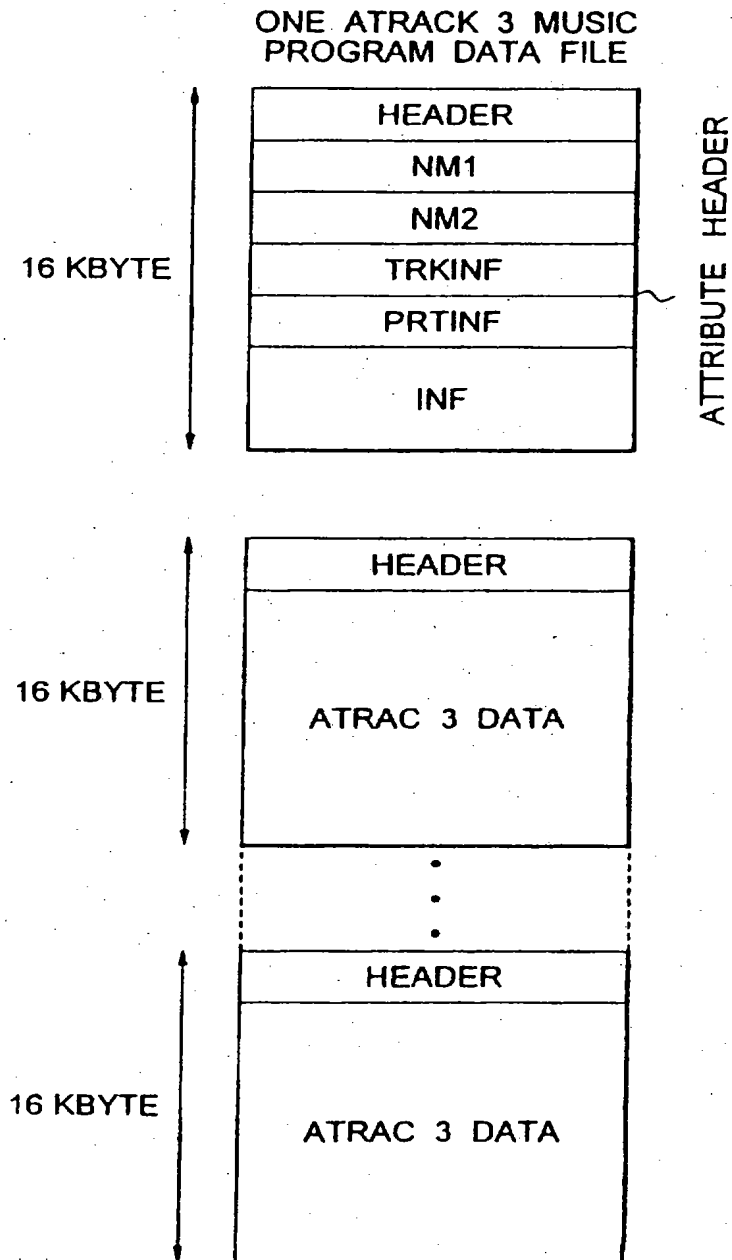 ONE ATRACK 3 MUSIC
PROGRAM DATA FILE
HEADER
NM1
NM2
16 KBYTE
TRKINF
PRTINF
INF
ATTRIBUTE HEADER
HEADER
16 KBYTE
ATRAC 3 DATA
HEADER
16 KBYTE
ATRAC 3 DATA